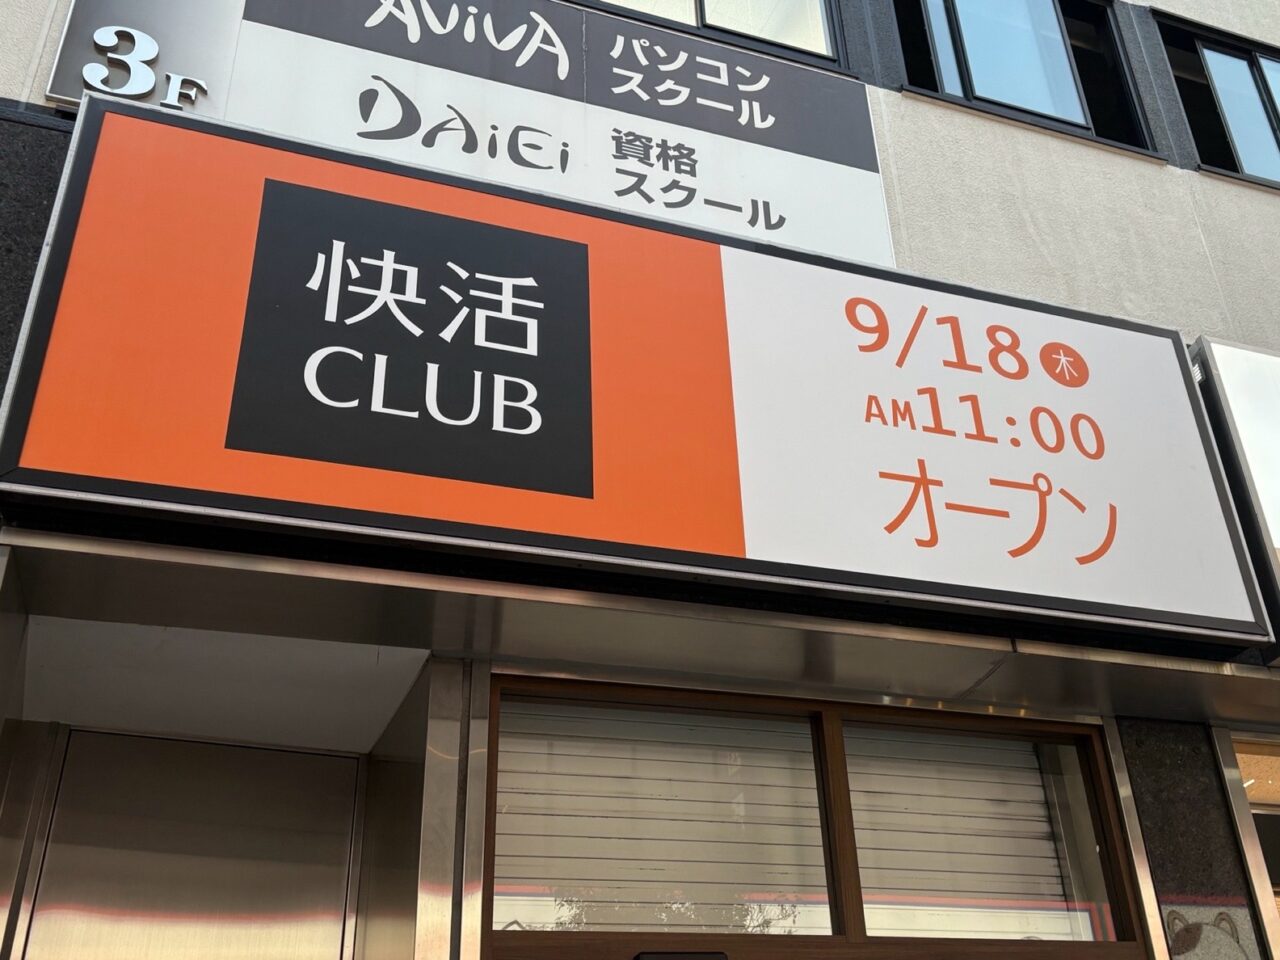 3F
AViVA パソコン
スクール
DAiEi 資格
スクール
快活
CLUB
9/18 木
AM11:00
オープン